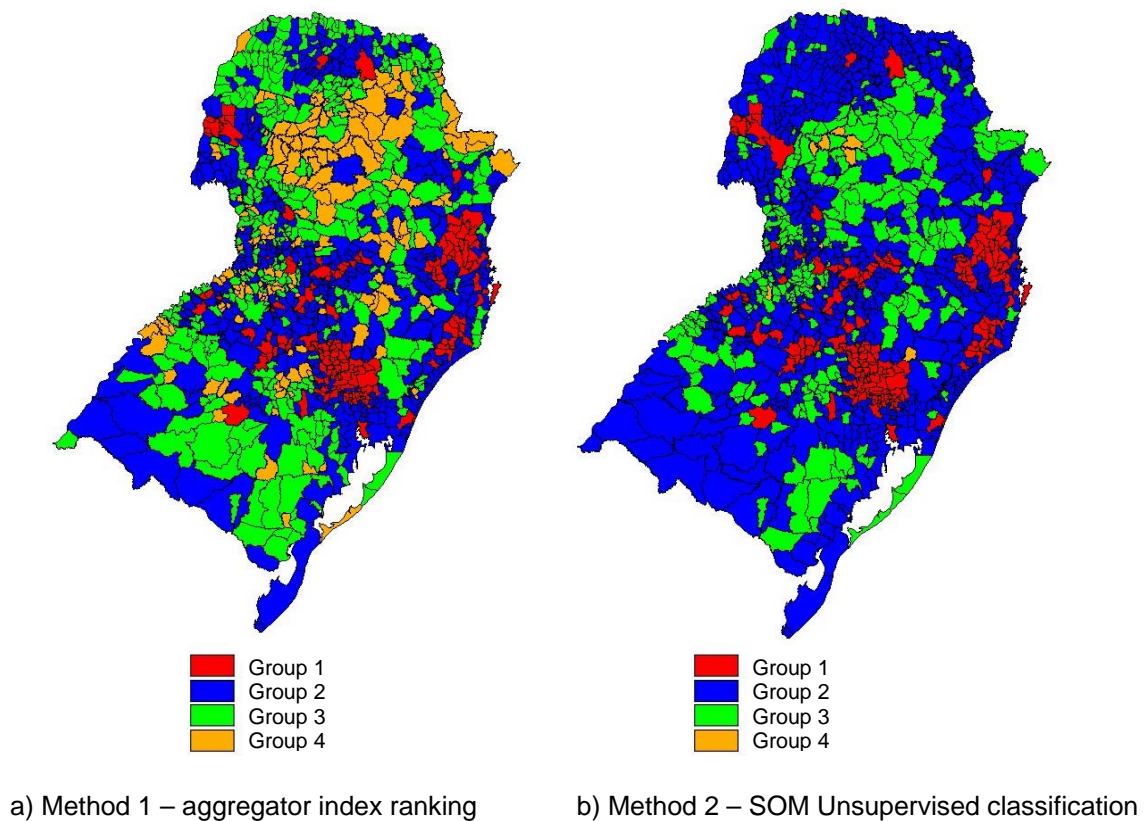 Group 1
Group 2
Group 3
Group 4
Group 1
Group 2
Group 3
Group 4
a) Method 1 – aggregator index ranking
b) Method 2 – SOM Unsupervised classification